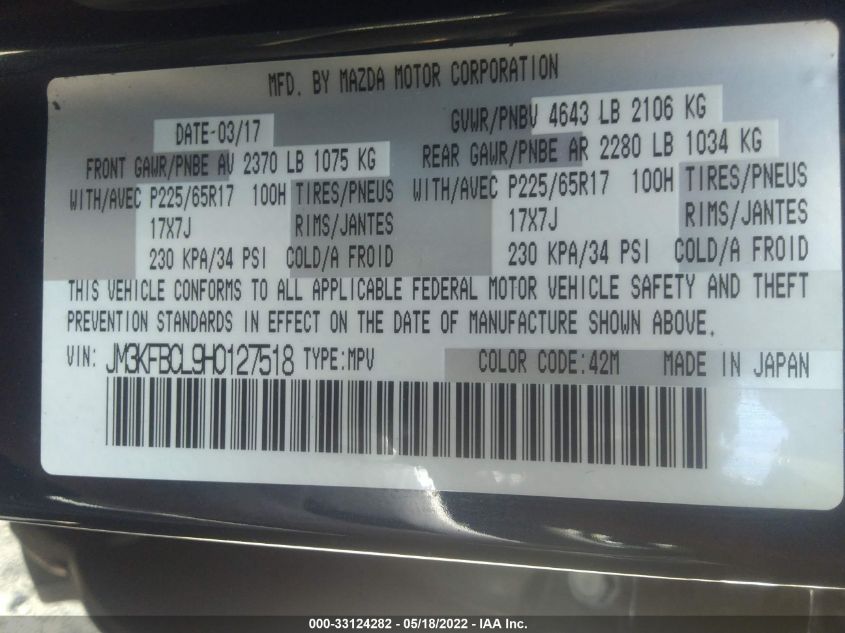 MFD. BY MAZDA MOTOR CORPORATION
DATE-03/17
GVWR/PNBV 4643 LB 2106 KG
FRONT GAWR/PNBE AV 2370 LB 1075 KG
REAR GAWR/PNBE AR 2280 LB 1034 KG
WITH/AVEC P225/65R17 100H TIRES/PNEUS
WITH/AVEC P225/65R17 100H TIRES/PNEUS
17X7J RIMS/JANTES
17X7J RIMS/JANTES
230 KPA/34 PSI COLD/A FROID
230 KPA/34 PSI COLD/A FROID
THIS VEHICLE CONFORMS TO ALL APPLICABLE FEDERAL MOTOR VEHICLE SAFETY AND THEFT
PREVENTION STANDARDS IN EFFECT ON THE DATE OF MANUFACTURE SHOWN ABOVE.
VIN: JM3KFBCL9H0127518 TYPE:MPV COLOR CODE:42M MADE IN JAPAN
000-33124282 — 05/18/2022 — IAA Inc.